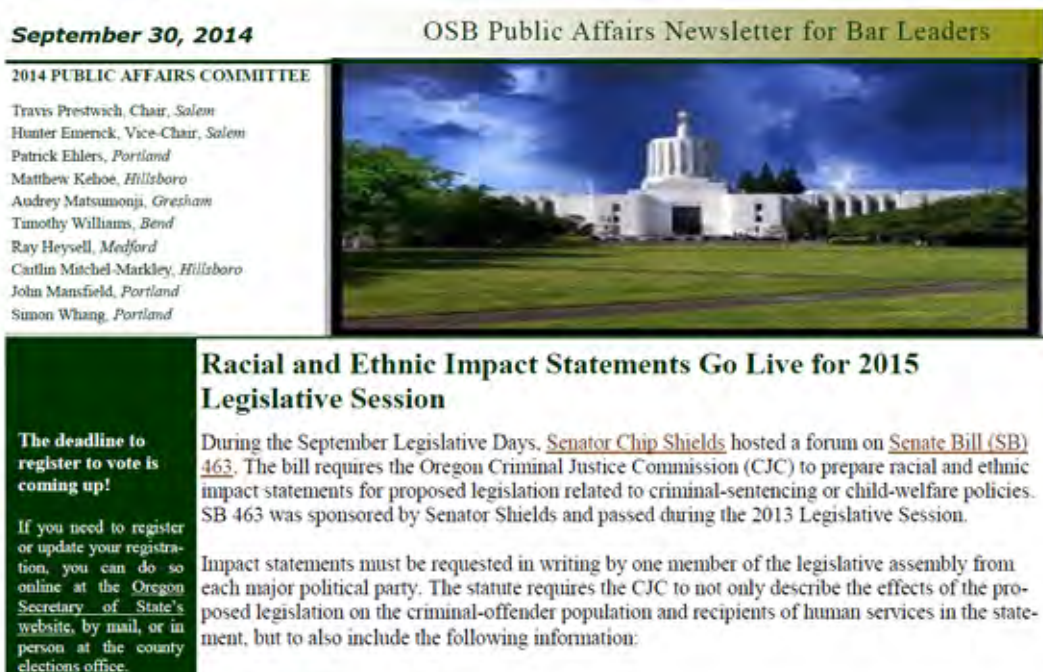 September 30, 2014
OSB Public Affairs Newsletter for Bar Leaders
2014 PUBLIC AFFAIRS COMMITTEE
Travis Prestwich, Chair, Salem
Hunter Emerick, Vice-Chair, Salem
Patrick Ehlers, Portland
Matthew Kehoe, Hillsboro
Audrey Matsumonji, Gresham
Timothy Williams, Bend
Ray Heysell, Medford
Caitlin Mitchel-Markley, Hillsboro
John Mansfield, Portland
Simon Whang, Portland
The deadline to
register to vote is
coming up!
If you need to register
or update your registra-
tion, you can do so
online at the Oregon
Secretary of State's
website, by mail, or in
person at the county
elections office.
Racial and Ethnic Impact Statements Go Live for 2015
Legislative Session
During the September Legislative Days, Senator Chip Shields hosted a forum on Senate Bill (SB)
463. The bill requires the Oregon Criminal Justice Commission (CJC) to prepare racial and ethnic
impact statements for proposed legislation related to criminal-sentencing or child-welfare policies.
SB 463 was sponsored by Senator Shields and passed during the 2013 Legislative Session.
Impact statements must be requested in writing by one member of the legislative assembly from
each major political party. The statute requires the CJC to not only describe the effects of the pro-
posed legislation on the criminal-offender population and recipients of human services in the state-
ment, but to also include the following information: